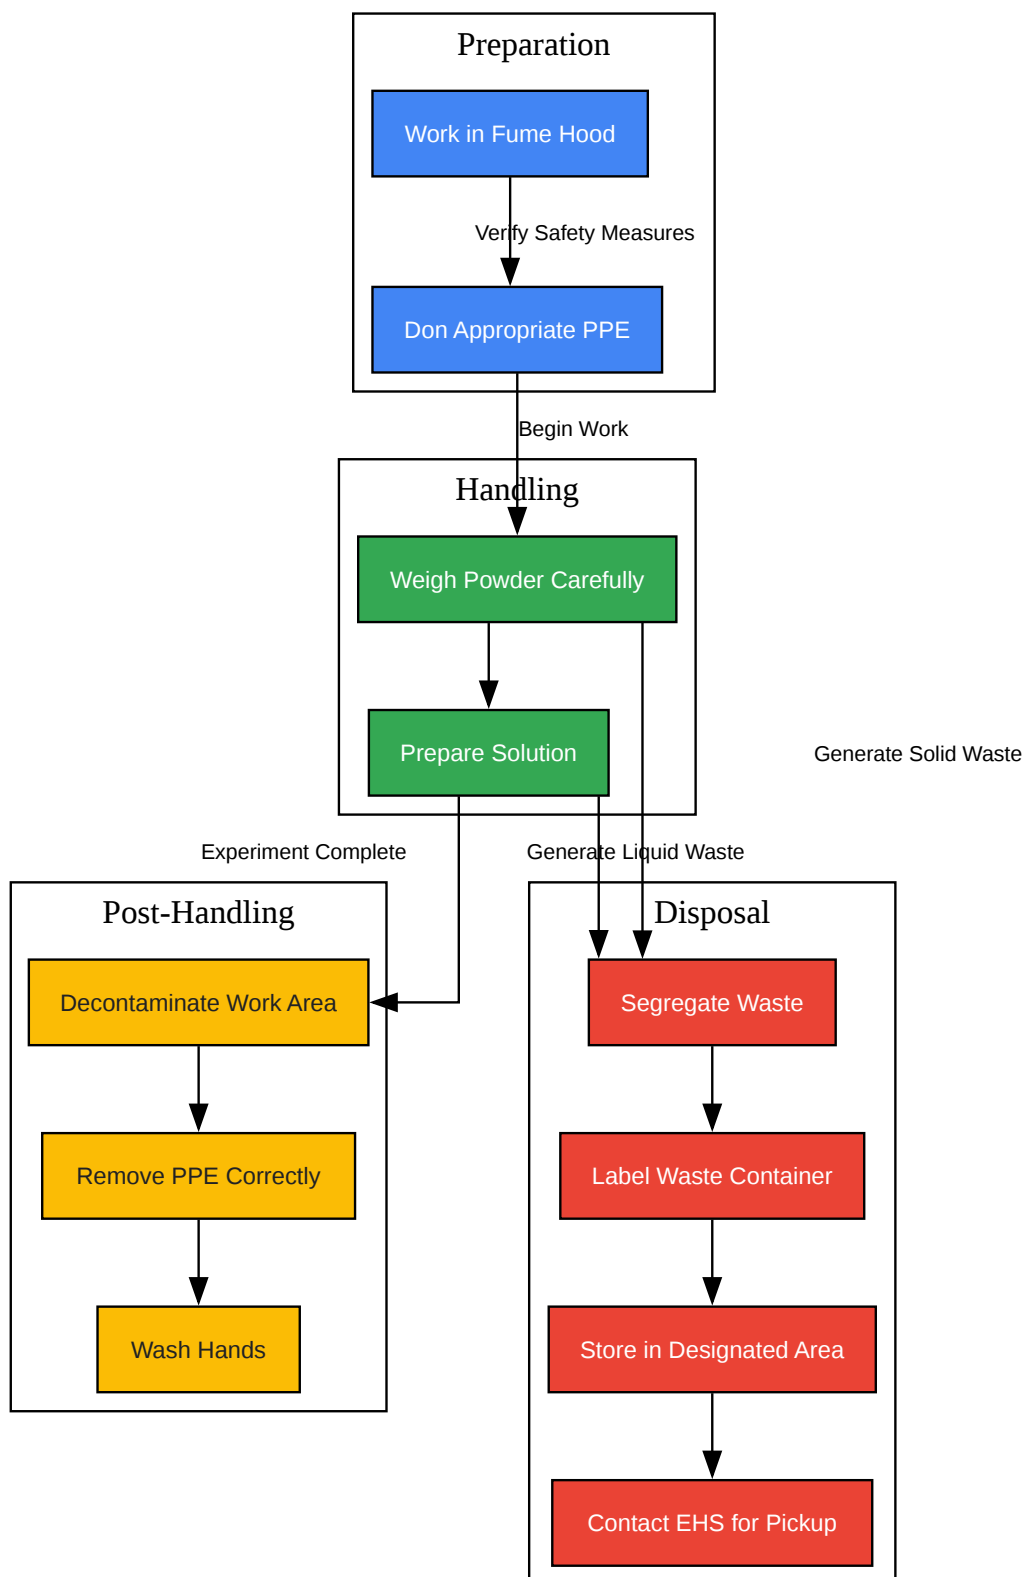 Preparation
Work in Fume Hood
Verify Safety Measures
Don Appropriate PPE
Begin Work
Handling
Weigh Powder Carefully
Prepare Solution
Generate Solid Waste
Experiment Complete
Generate Liquid Waste
Post-Handling
Disposal
Decontaminate Work Area
Segregate Waste
Remove PPE Correctly
Label Waste Container
Wash Hands
Store in Designated Area
Contact EHS for Pickup